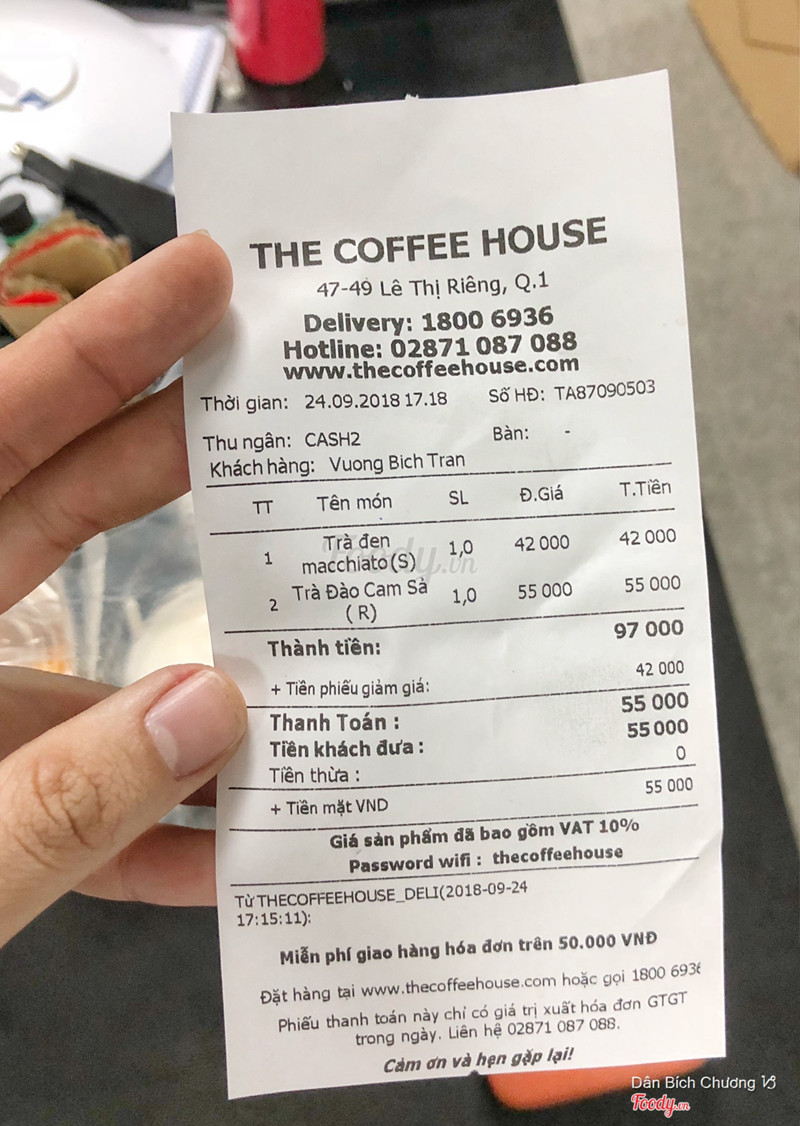 THE COFFEE HOUSE
47-49 Lê Thị Riêng, Q.1
Delivery: 1800 6936
Hotline: 02871 087 088
www.thecoffeehouse.com
Thời gian: 24.09.2018 17.18 Số HĐ: TA87090503
Thu ngân: CASH2 Bàn: -
Khách hàng: Vuong Bich Tran
TT Tên món SL Đ.Giá T.Tiền
1 Trà đen macchiato(S) 1,0 42 000 42 000
2 Trà Đào Cam Sả ( R) 1,0 55 000 55 000
Thành tiền: 97 000
+ Tiền phiếu giảm giá: 42 000
Thanh Toán : 55 000
Tiền khách đưa : 55 000
Tiền thừa : 0
+ Tiền mặt VND 55 000
Giá sản phẩm đã bao gồm VAT 10%
Password wifi : thecoffeehouse
Từ THECOFFEEHOUSE_DELI(2018-09-24
17:15:11):
Miễn phí giao hàng hóa đơn trên 50.000 VNĐ
Đặt hàng tại www.thecoffeehouse.com hoặc gọi 1800 6936
Phiếu thanh toán này chỉ có giá trị xuất hóa đơn GTGT
trong ngày. Liên hệ 02871 087 088.
Cảm ơn và hẹn gặp lại!
Foody.vn
Dân Bích Chương
Foody.vn